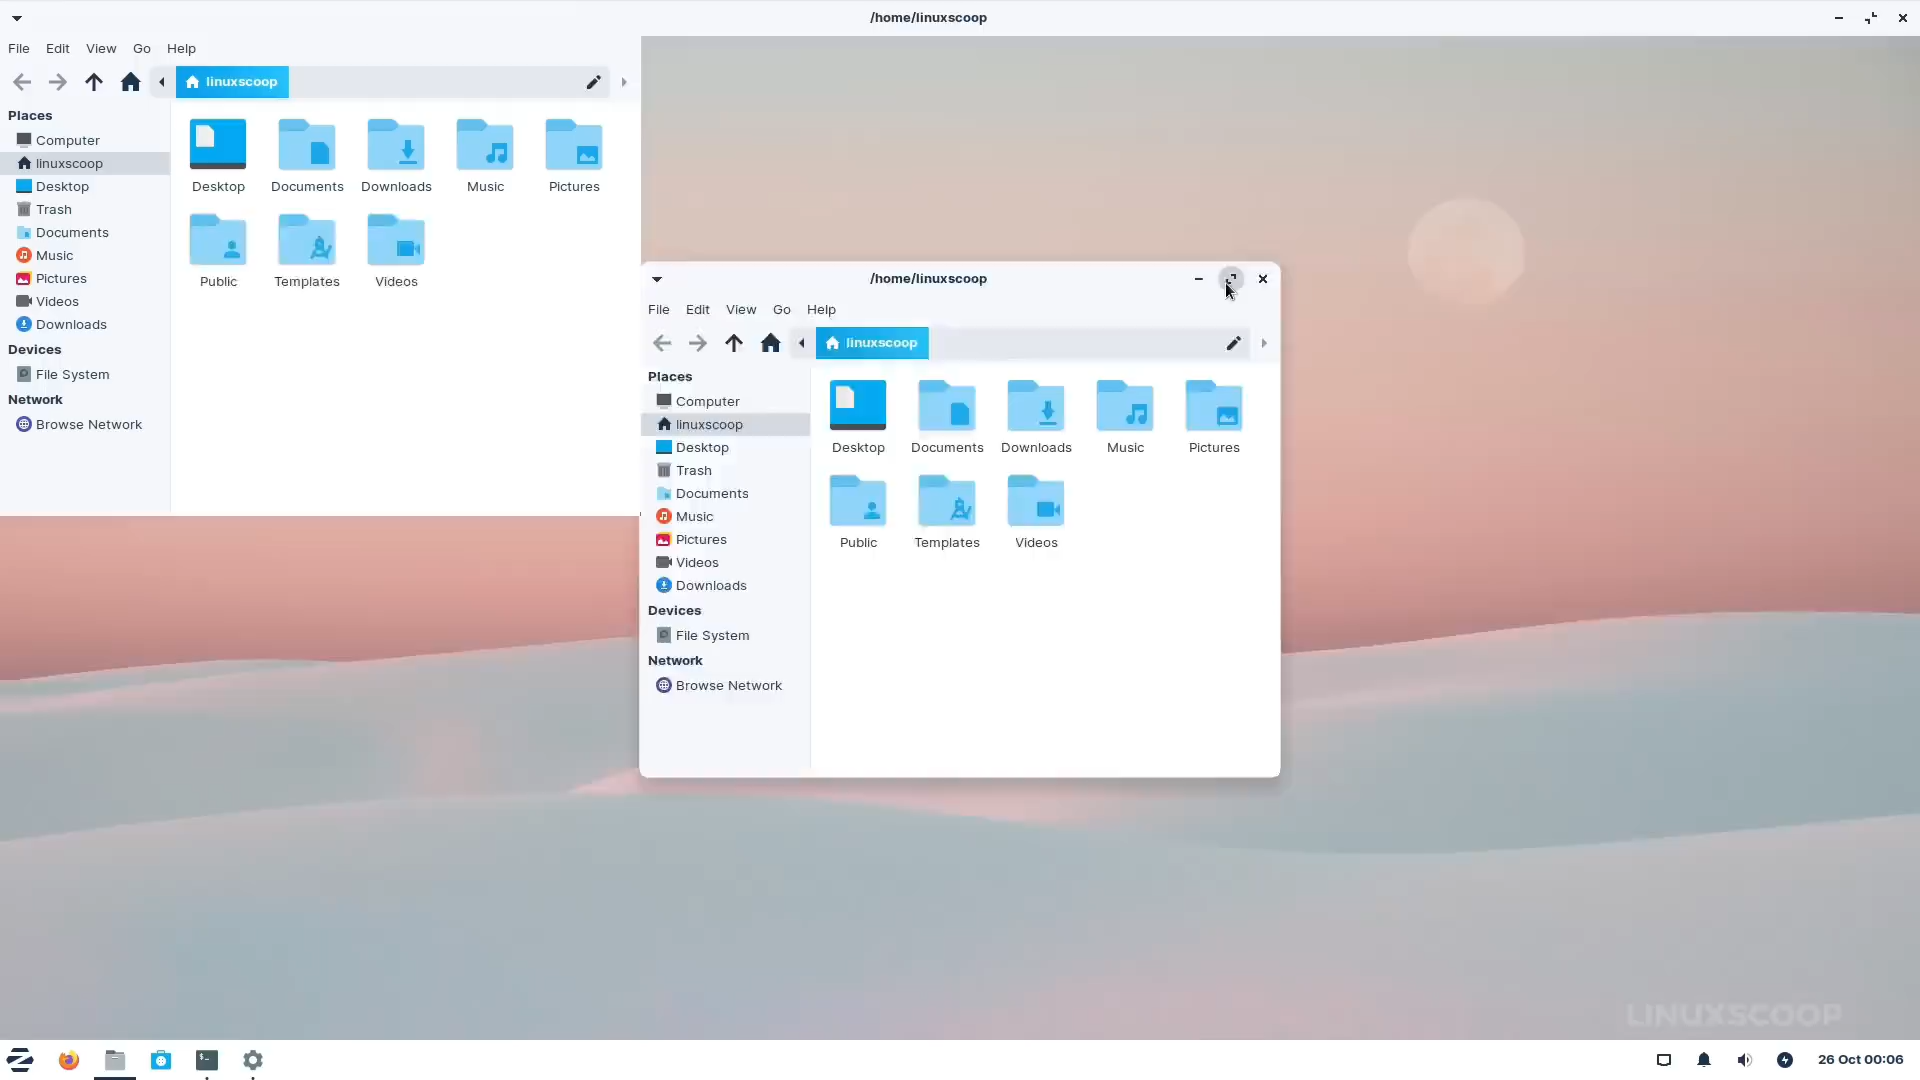 /home/linuxscoop
File Edit View Go Help
linuxscoop
Places
Computer
linuxscoop
Desktop
Trash
Documents
Music
Pictures
Videos
Downloads
Devices
File System
Network
Browse Network
Desktop Documents Downloads Music Pictures
Public Templates Videos
/home/linuxscoop
File Edit View Go Help
linuxscoop
Places
Computer
linuxscoop
Desktop
Trash
Documents
Music
Pictures
Videos
Downloads
Devices
File System
Network
Browse Network
Desktop Documents Downloads Music Pictures
Public Templates Videos
LINUXSCOOP
26 Oct 00:06